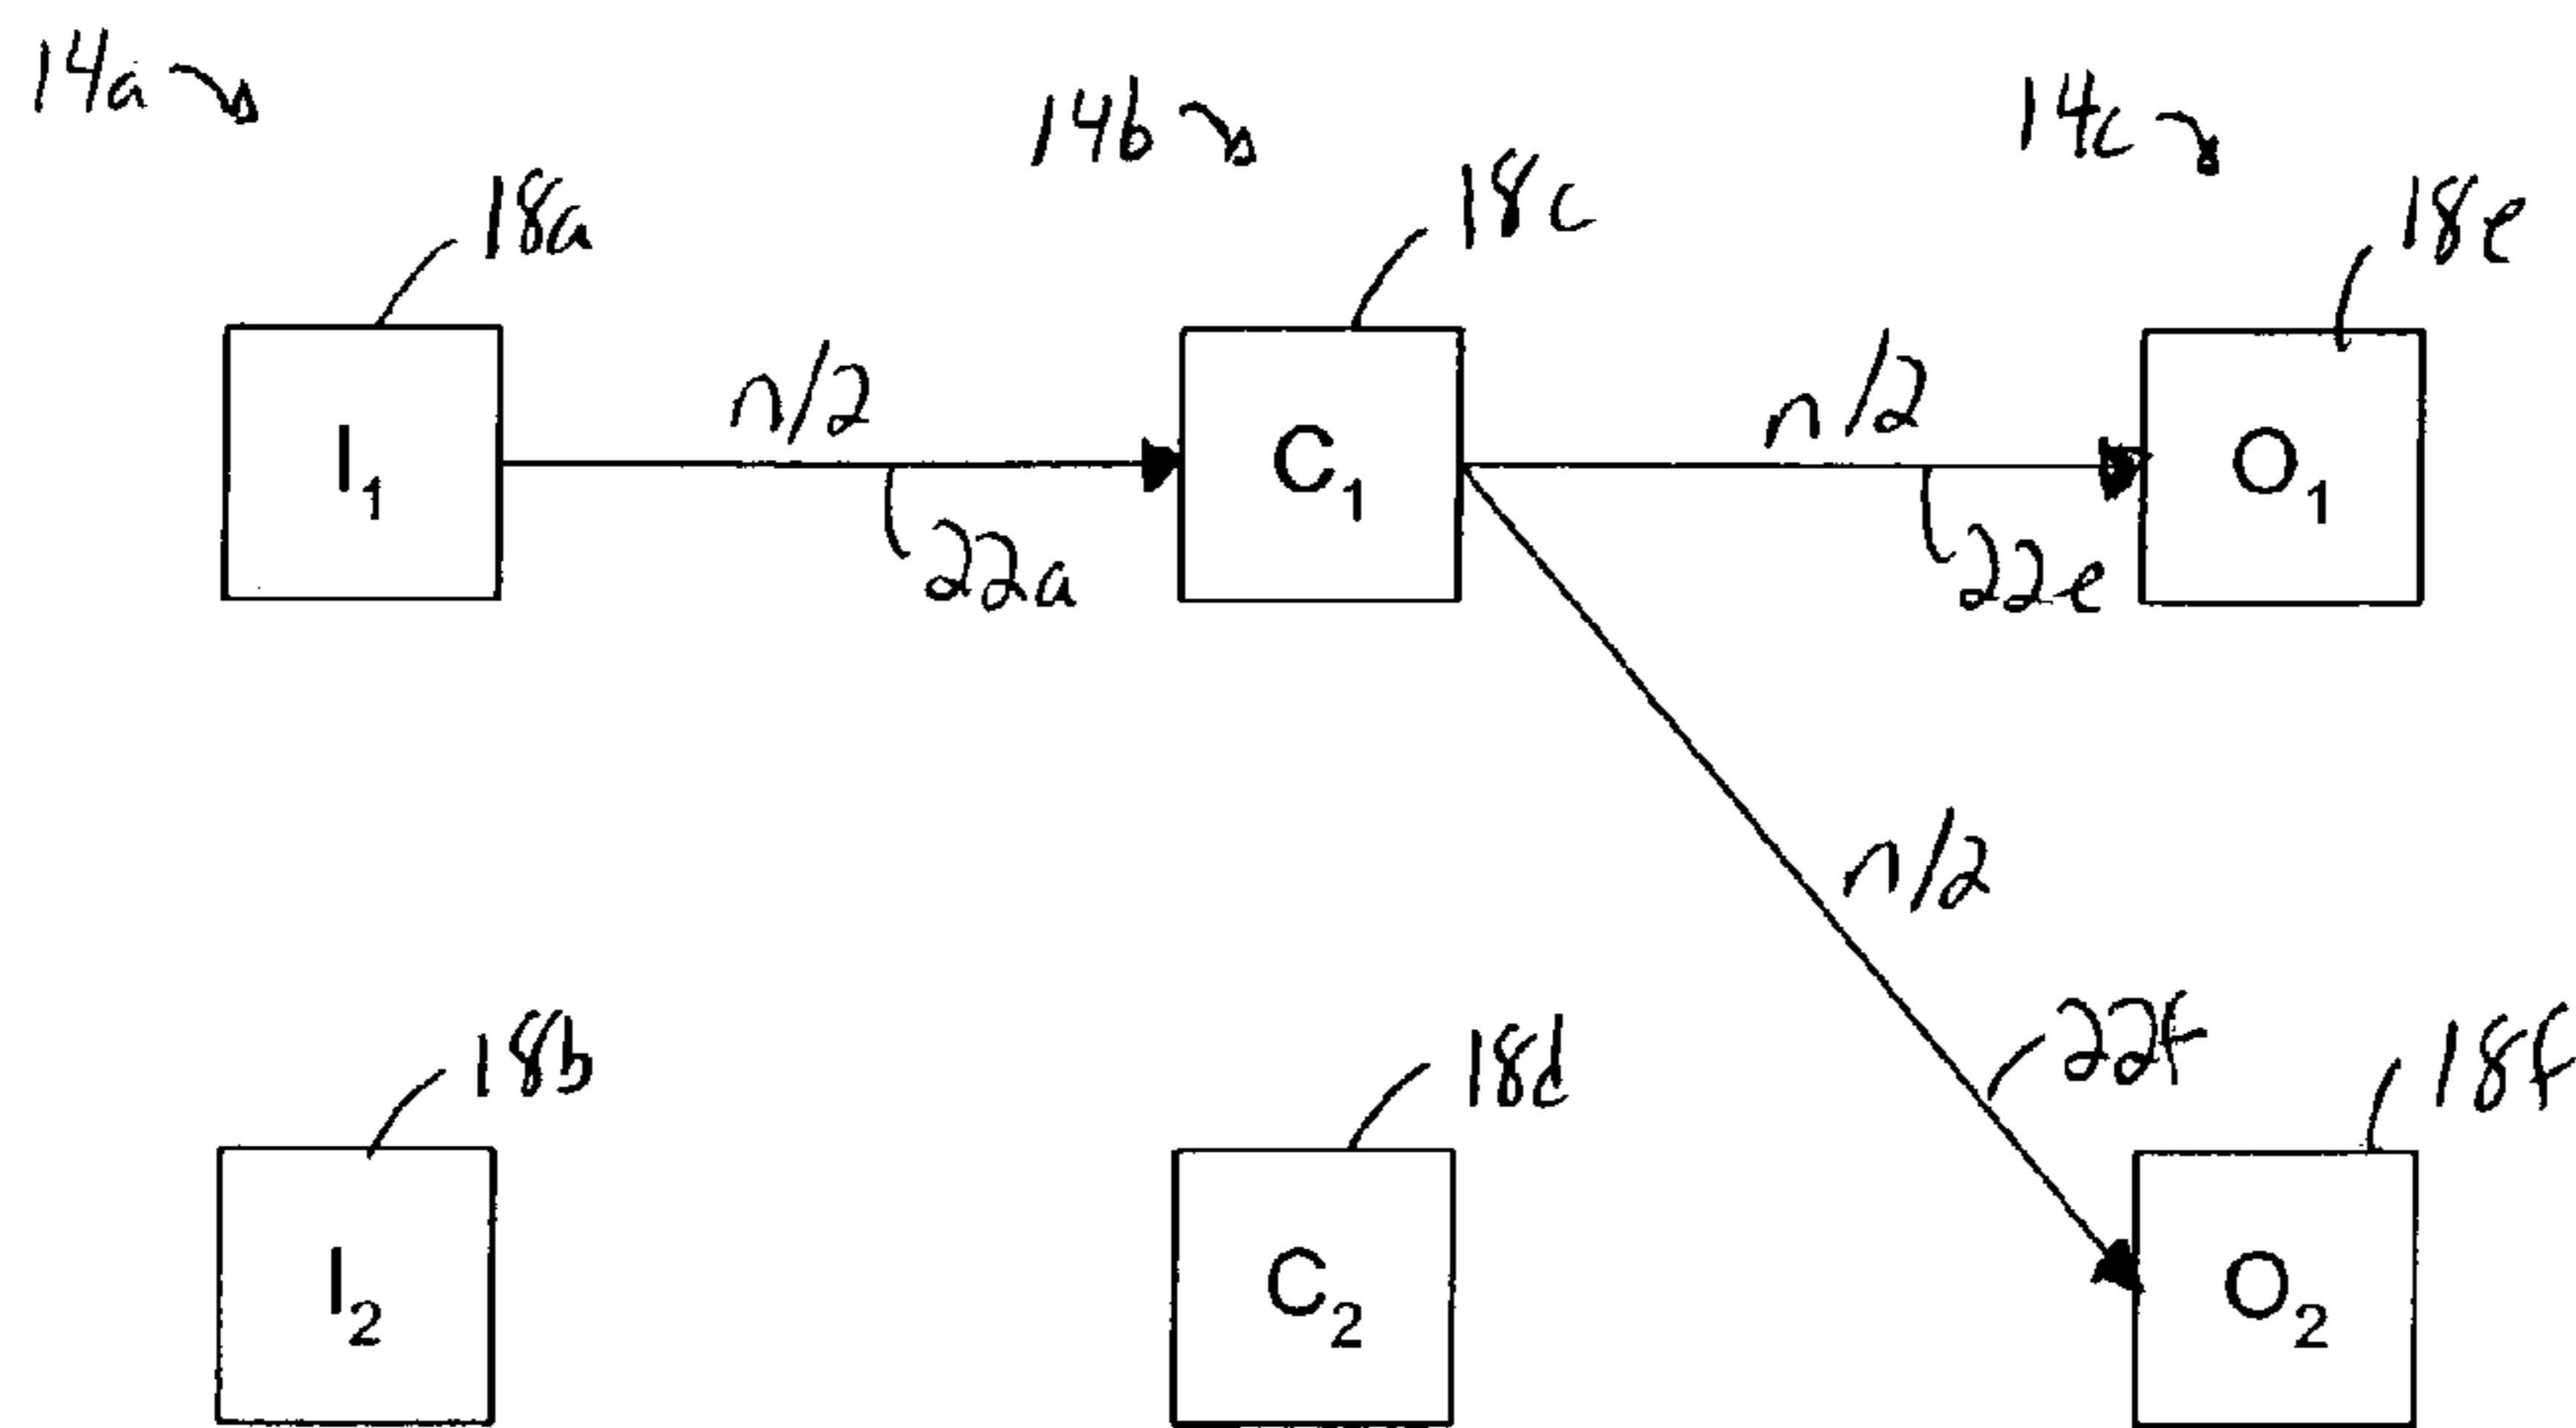 14a
14b
14c
18a
18c
18e
I₁
n/2
22a
C₁
n/2
22e
O₁
n/2
22f
18b
18d
18f
I₂
C₂
O₂